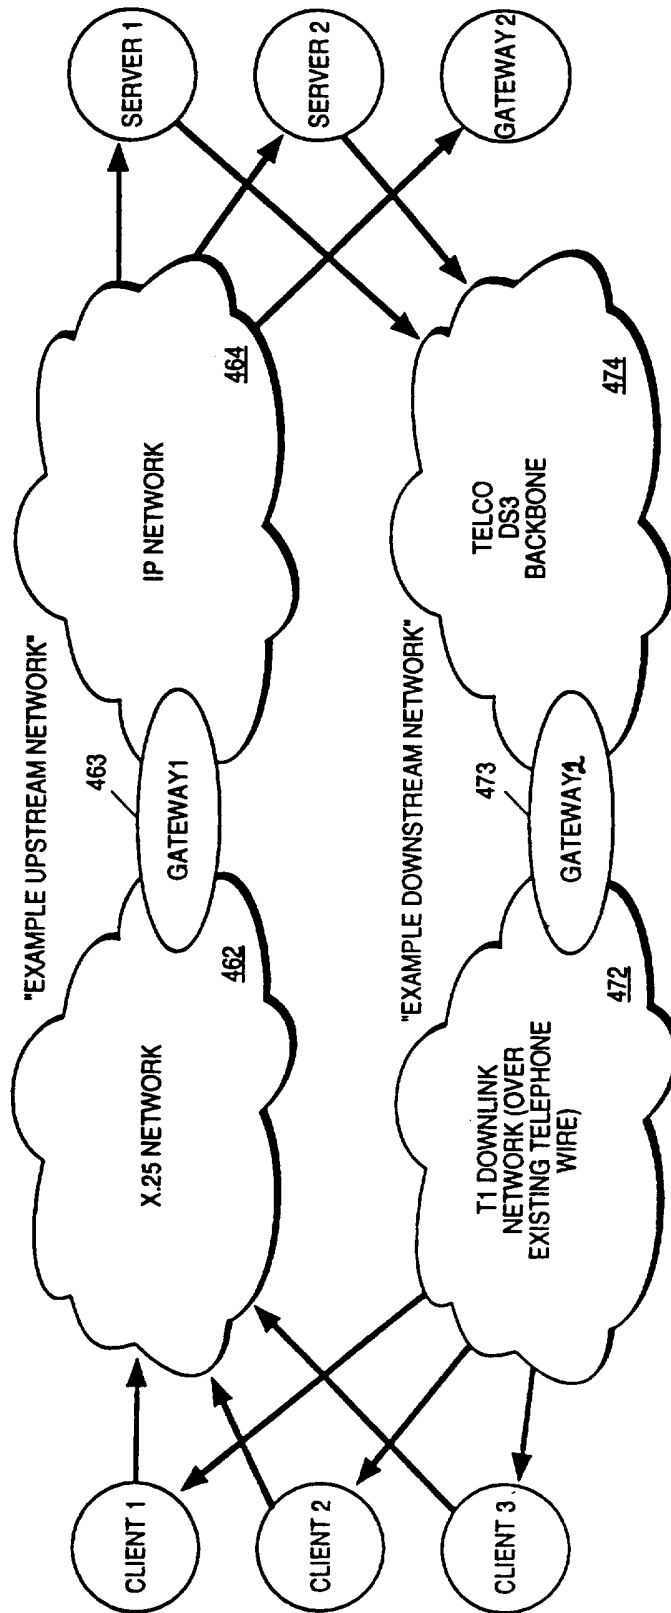 "EXAMPLE UPSTREAM NETWORK"
CLIENT 1
CLIENT 2
CLIENT 3
X.25 NETWORK
462
463
GATEWAY1
IP NETWORK
464
SERVER 1
SERVER 2
GATEWAY 2
"EXAMPLE DOWNSTREAM NETWORK"
T1 DOWNLINK
NETWORK (OVER
EXISTING TELEPHONE
WIRE)
472
473
GATEWAY2
TELCO
DS3
BACKBONE
474